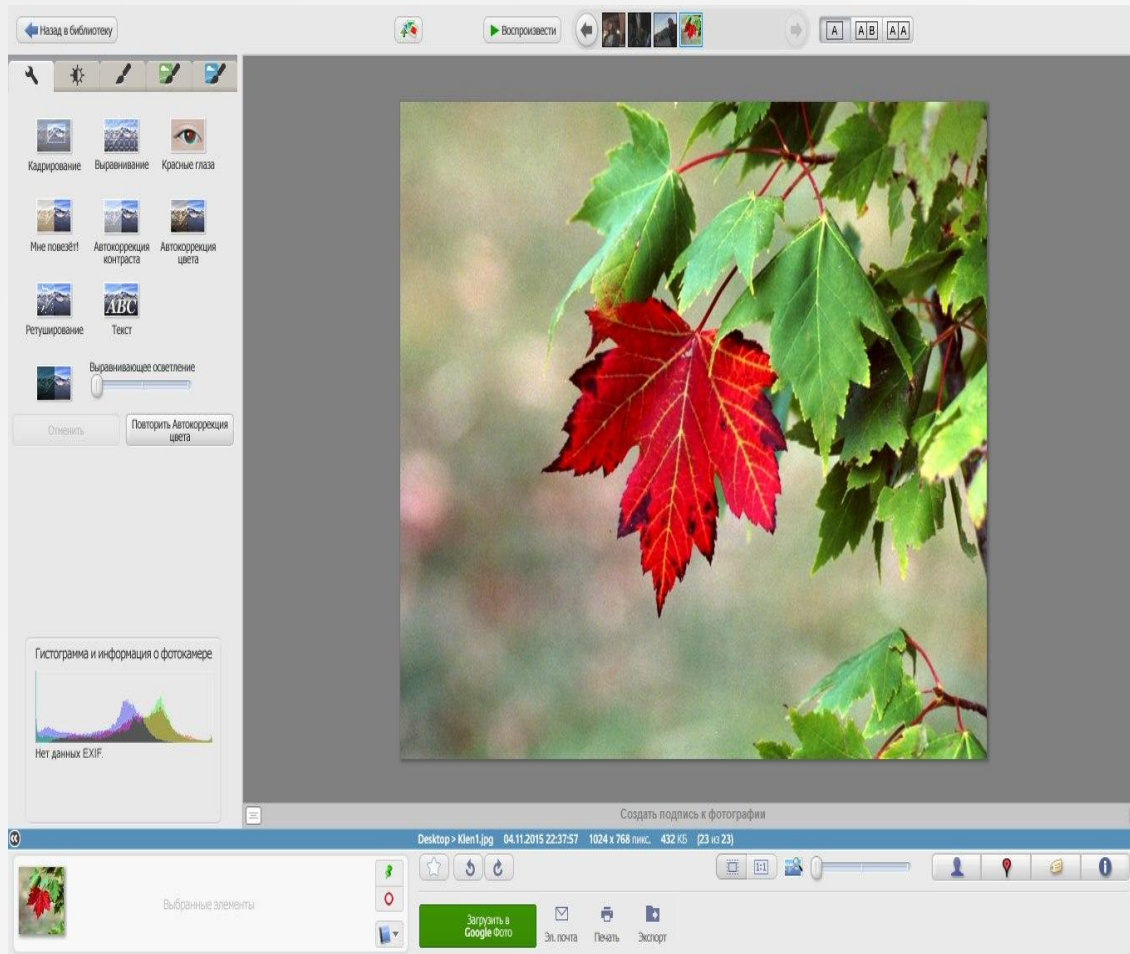 Назад в библиотеку
Воспроизвести
A
A B
A A
Кадрирование
Выравнивание
Красные глаза
Мне повезёт!
Автокоррекция
контраста
Автокоррекция
цвета
ABC
Ретуширование
Текст
Выравнивающее осветление
Отменить
Повторить Автокоррекция
цвета
Гистограмма и информация о фотокамере
Нет данных EXIF.
Создать подпись к фотографии
Desktop > Klen1.jpg 04.11.2015 22:37:57 1024 x 768 пикс. 432 КБ (23 из 23)
1:1
Выбранные элементы
Загрузить в
Google Фото
Эл. почта
Печать
Экспорт